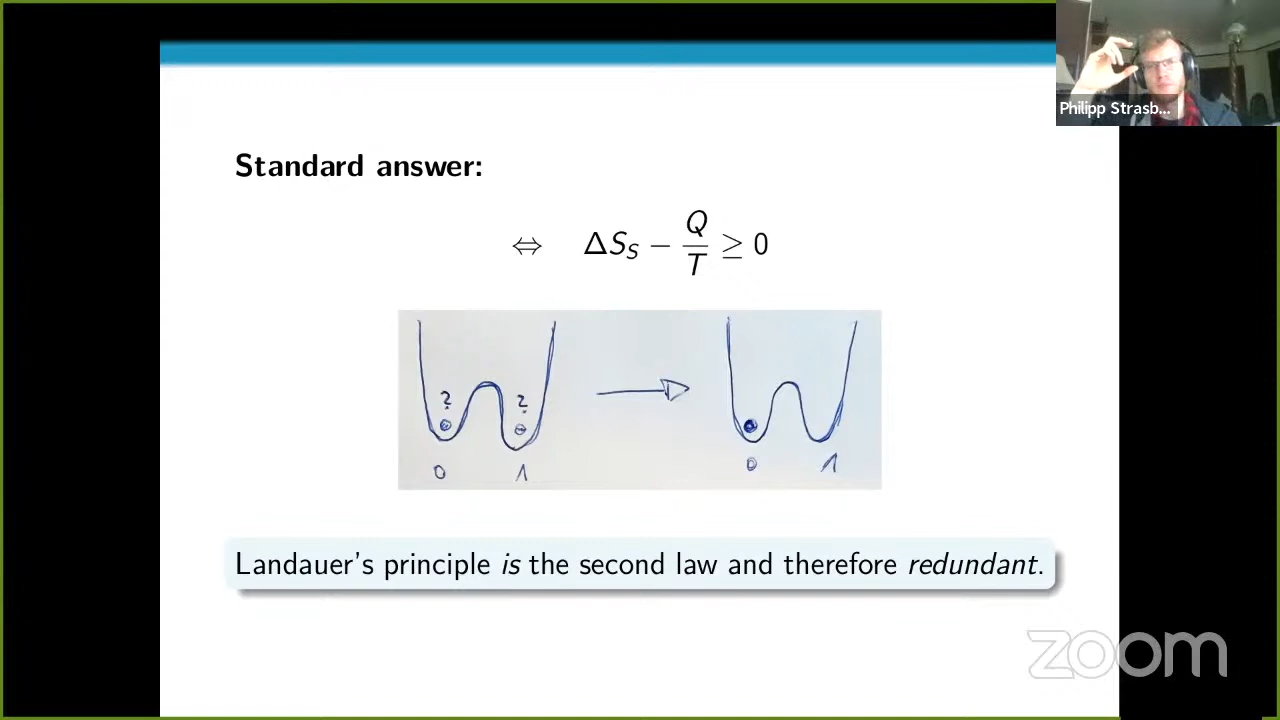 Philipp Strasb...
Standard answer:
⇔ ΔS_S − Q/T ≥ 0
? ?
0 1
0 1
Landauer's principle is the second law and therefore redundant.
zoom